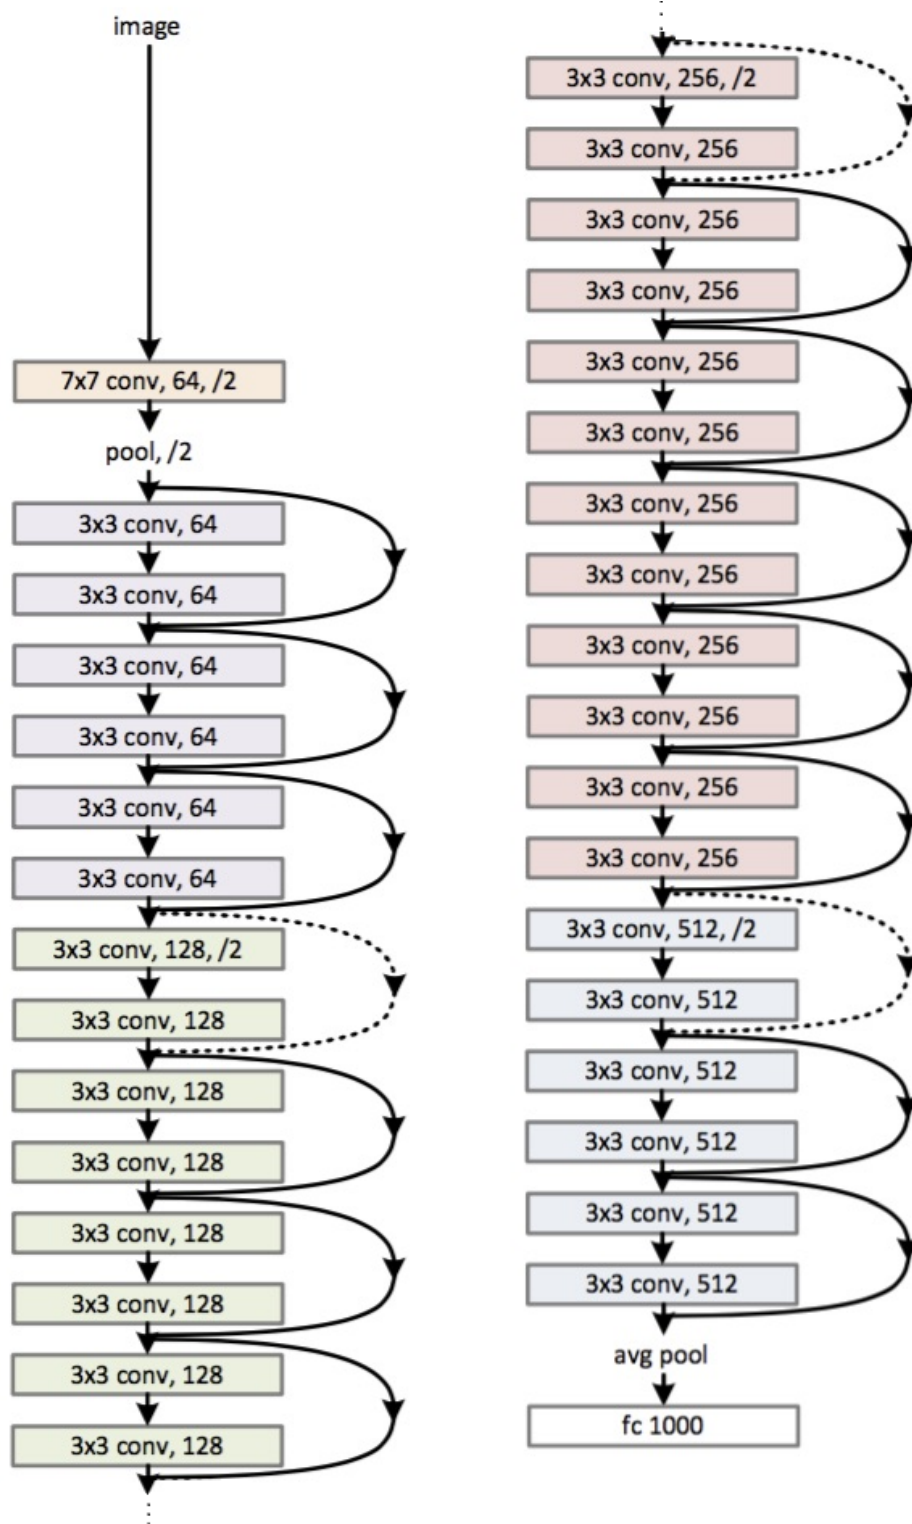 image
7x7 conv, 64, /2
pool, /2
3x3 conv, 64
3x3 conv, 64
3x3 conv, 64
3x3 conv, 64
3x3 conv, 64
3x3 conv, 64
3x3 conv, 128, /2
3x3 conv, 128
3x3 conv, 128
3x3 conv, 128
3x3 conv, 128
3x3 conv, 128
3x3 conv, 128
3x3 conv, 128
3x3 conv, 256, /2
3x3 conv, 256
3x3 conv, 256
3x3 conv, 256
3x3 conv, 256
3x3 conv, 256
3x3 conv, 256
3x3 conv, 256
3x3 conv, 256
3x3 conv, 256
3x3 conv, 256
3x3 conv, 256
3x3 conv, 512, /2
3x3 conv, 512
3x3 conv, 512
3x3 conv, 512
3x3 conv, 512
3x3 conv, 512
avg pool
fc 1000